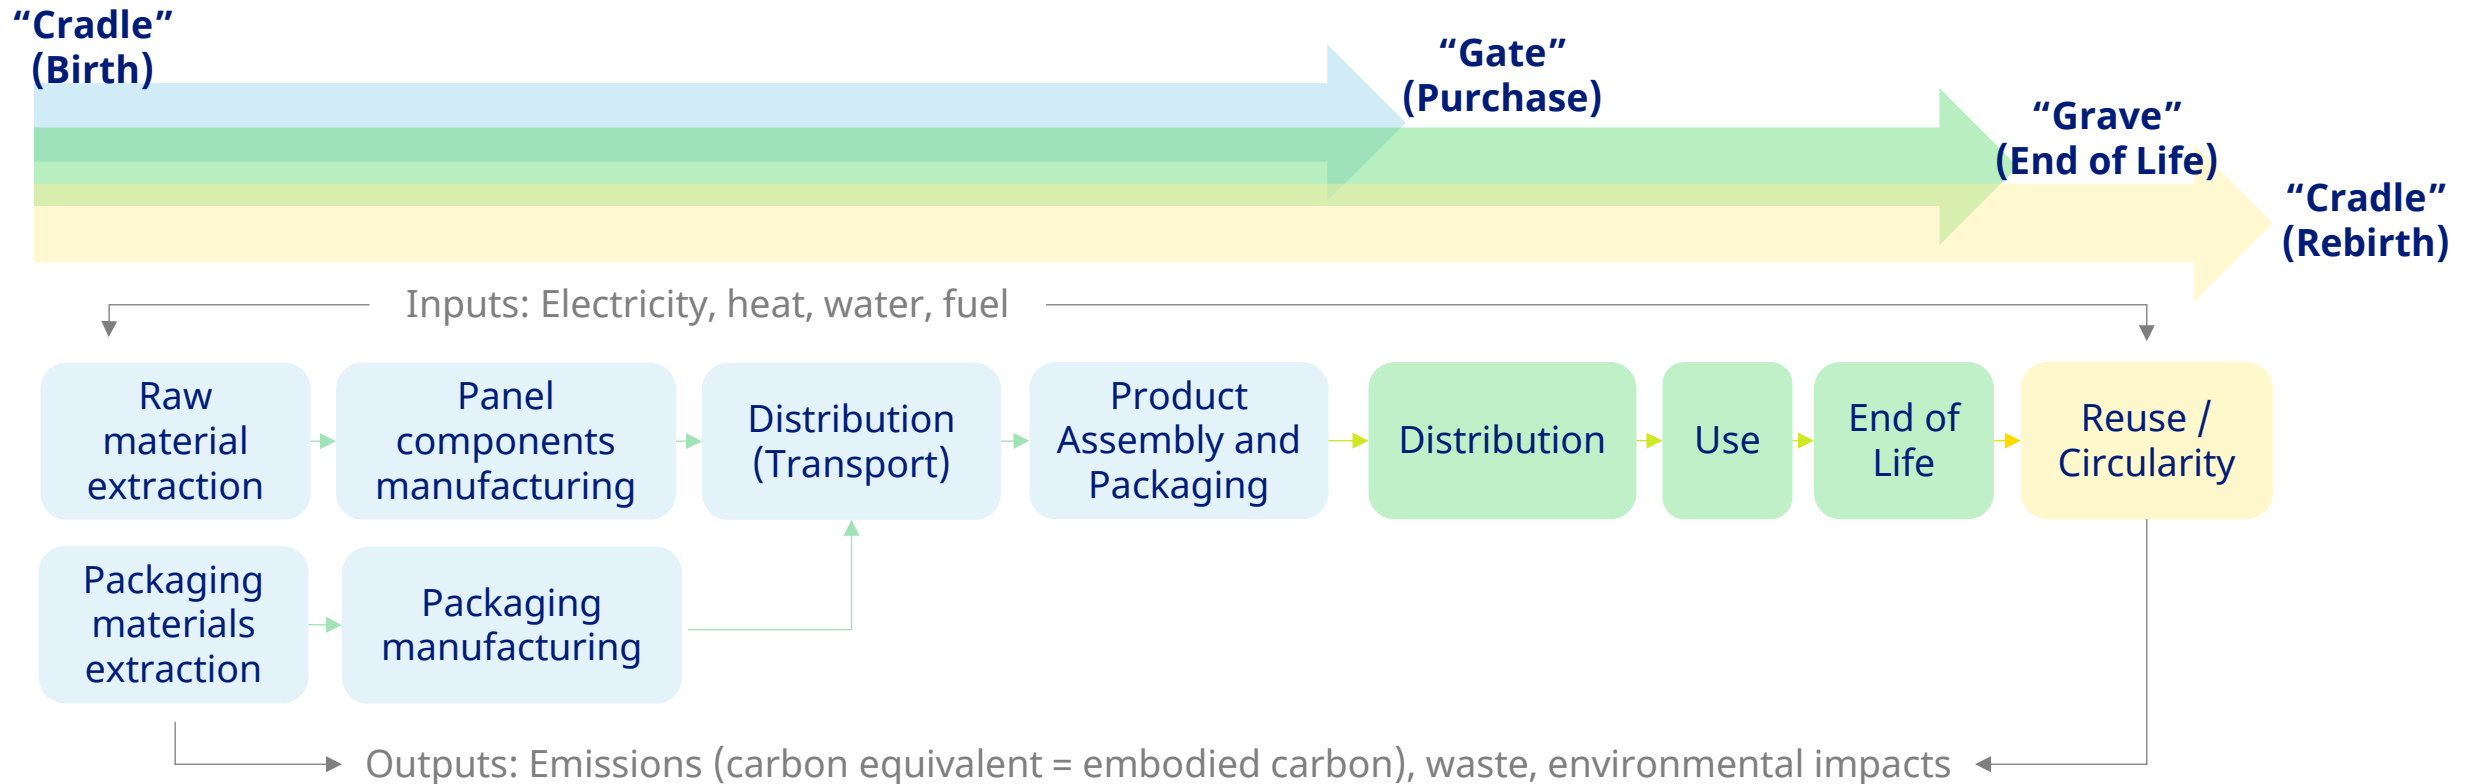 “Cradle”
(Birth)
“Gate”
(Purchase)
“Grave”
(End of Life)
“Cradle”
(Rebirth)
Inputs: Electricity, heat, water, fuel
Raw
material
extraction
Panel
components
manufacturing
Distribution
(Transport)
Product
Assembly and
Packaging
Distribution
Use
End of
Life
Reuse /
Circularity
Packaging
materials
extraction
Packaging
manufacturing
Outputs: Emissions (carbon equivalent = embodied carbon), waste, environmental impacts